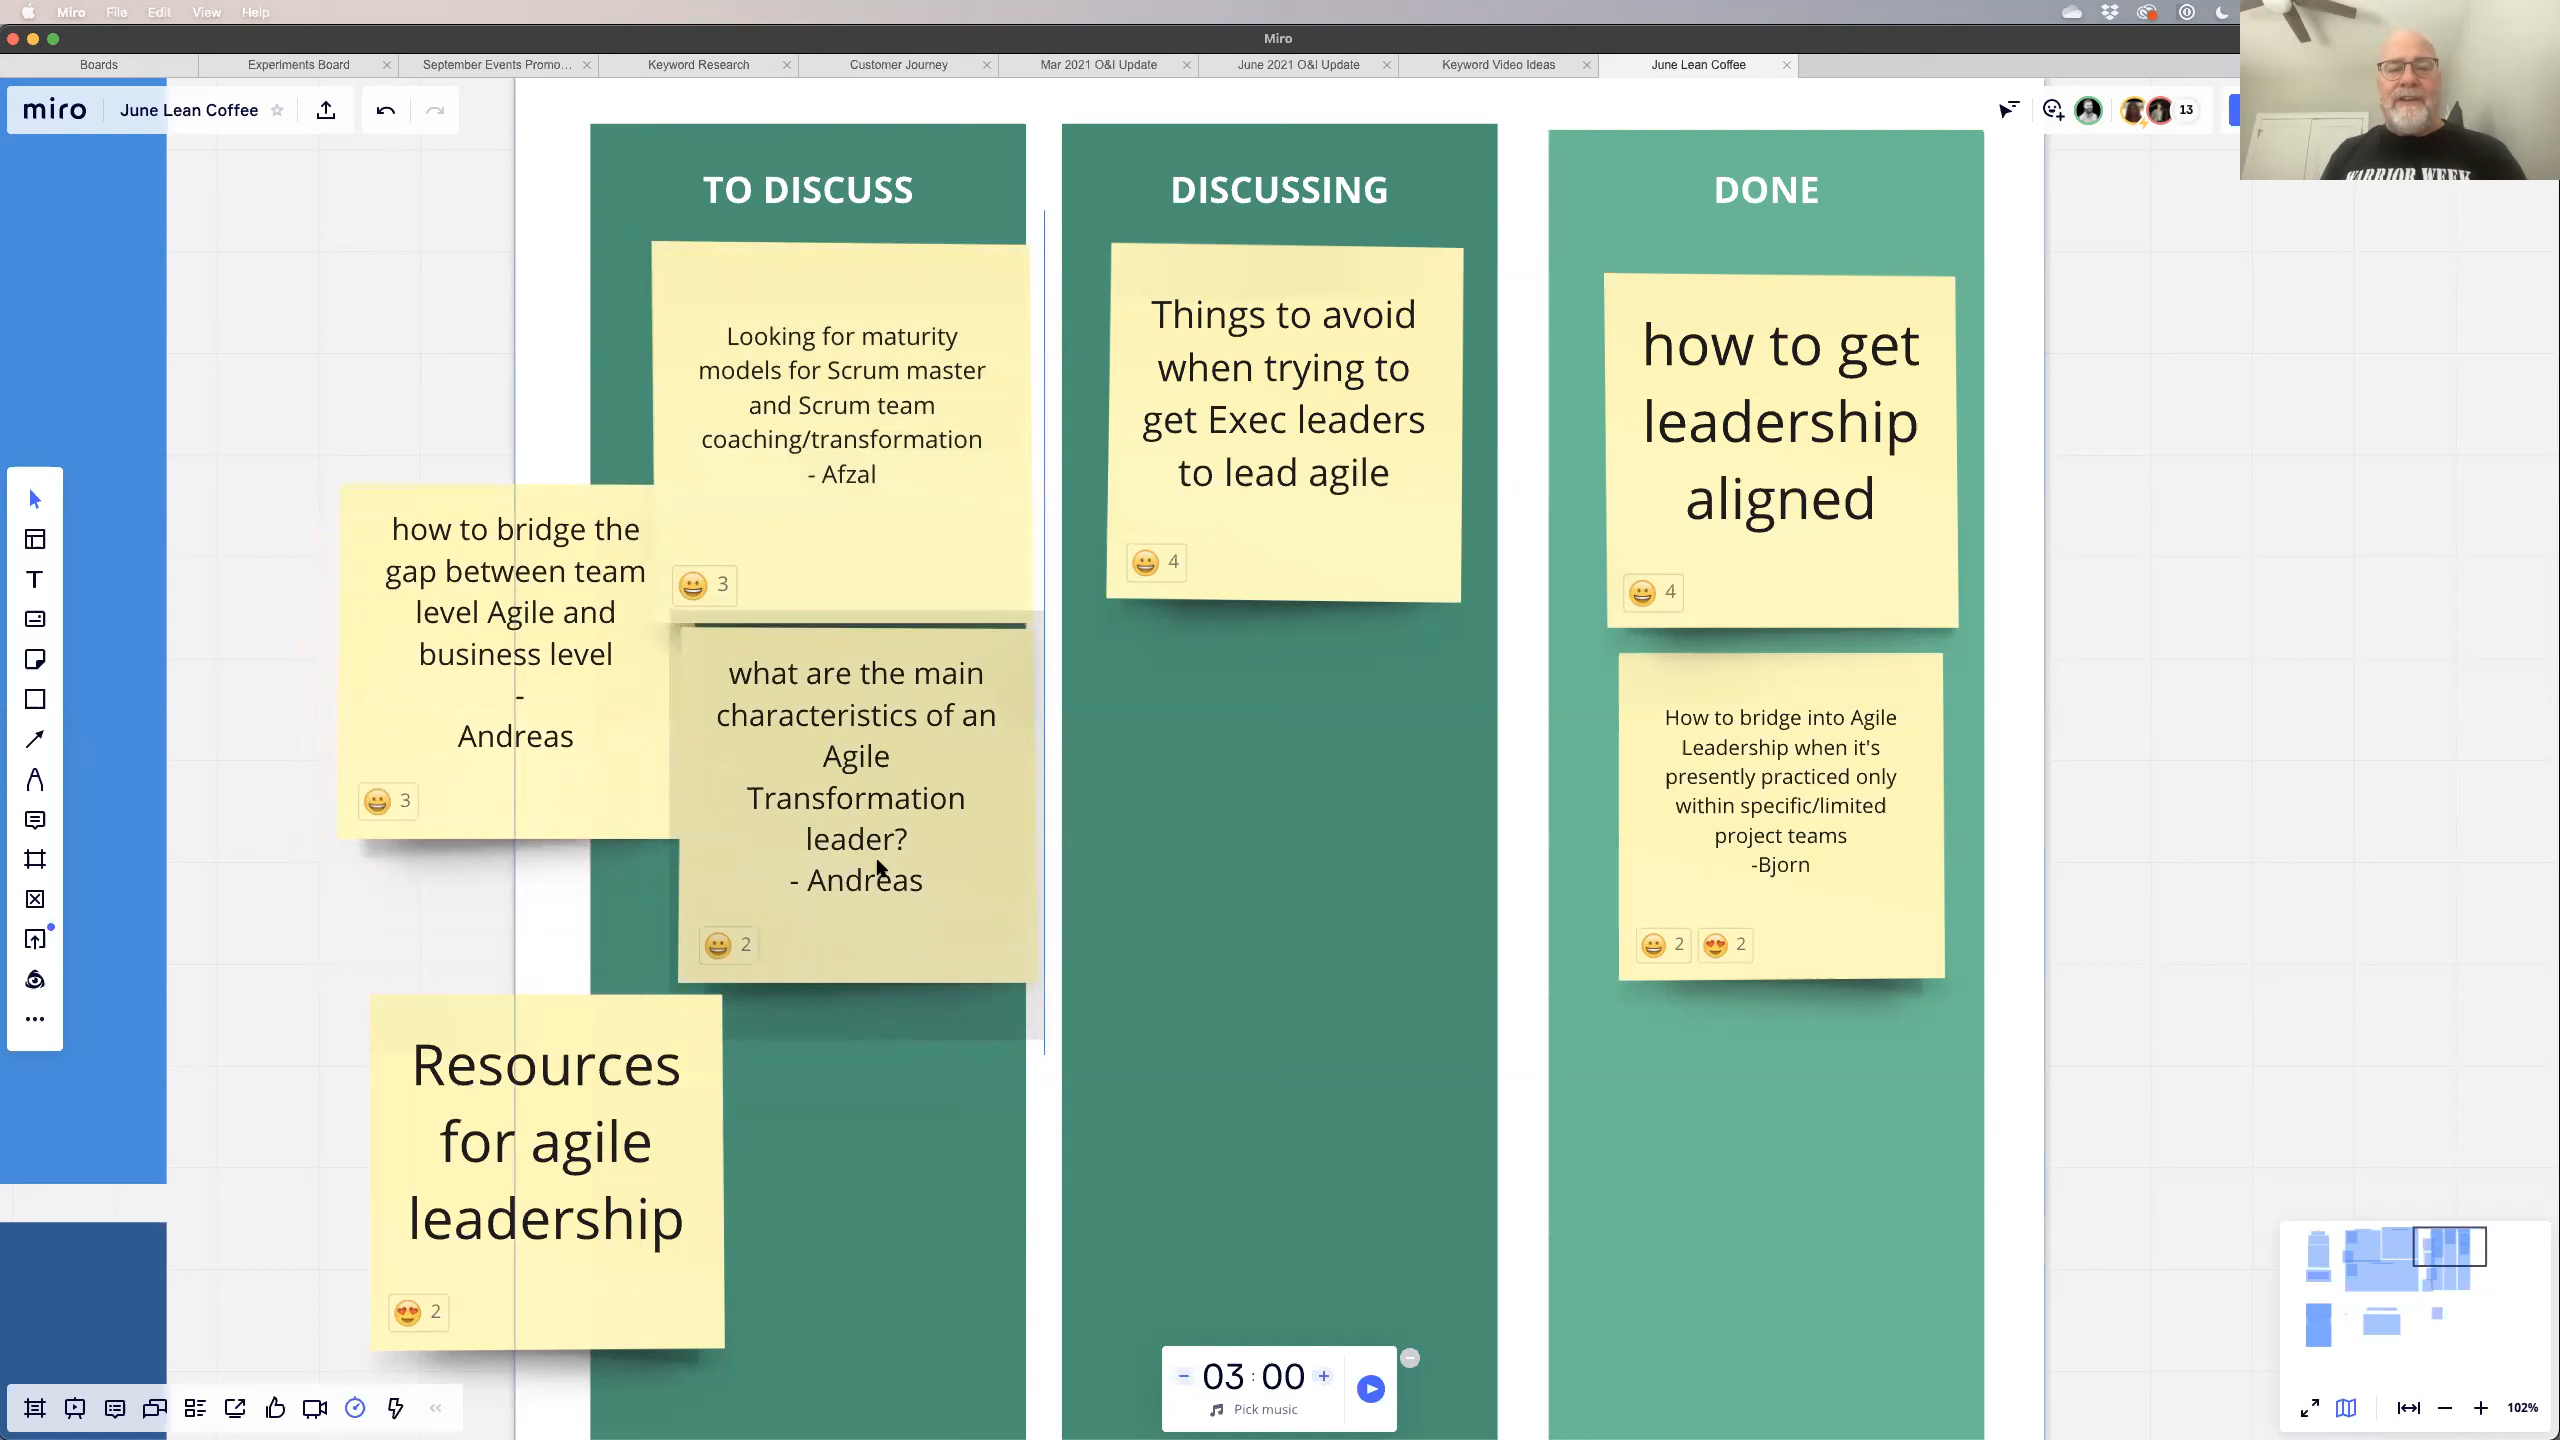 Miro File Edit View Help
Miro
Boards
Experiments Board
September Events Promo...
Keyword Research
Customer Journey
Mar 2021 O&I Update
June 2021 O&I Update
Keyword Video Ideas
June Lean Coffee
miro
June Lean Coffee
13
WARRIOR WEEK
TO DISCUSS
Looking for maturity
models for Scrum master
and Scrum team
coaching/transformation
- Afzal
3
how to bridge the
gap between team
level Agile and
business level
-
Andreas
3
what are the main
characteristics of an
Agile
Transformation
leader?
- Andreas
2
Resources
for agile
leadership
2
DISCUSSING
Things to avoid
when trying to
get Exec leaders
to lead agile
4
DONE
how to get
leadership
aligned
4
How to bridge into Agile
Leadership when it's
presently practiced only
within specific/limited
project teams
-Bjorn
2 2
03 : 00
Pick music
102%